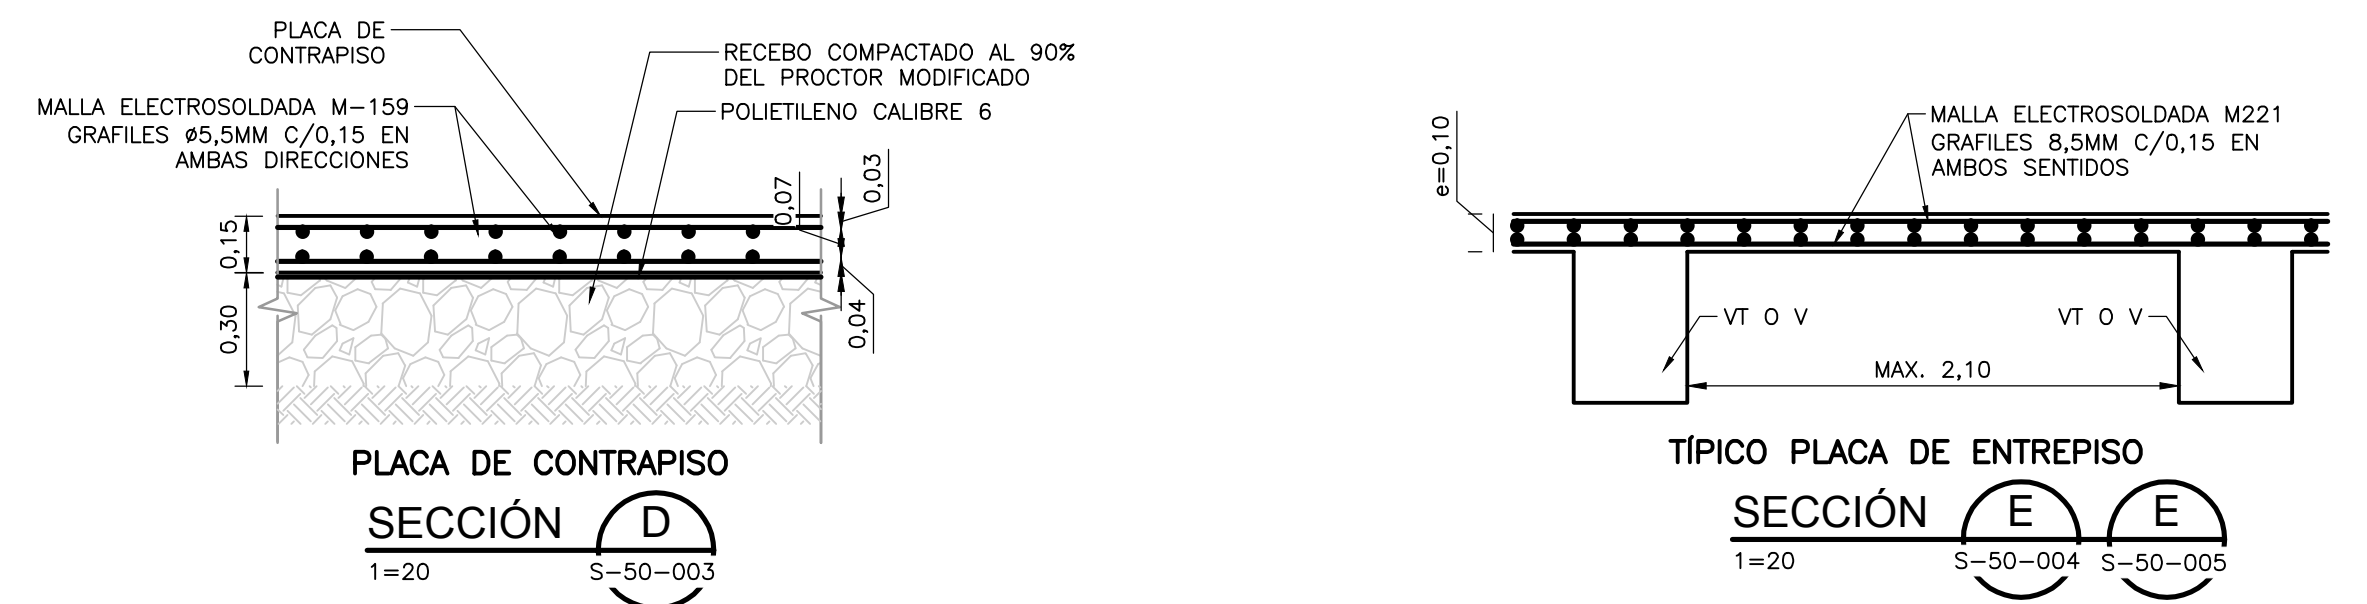 PLACA DE
CONTRAPISO
RECEBO COMPACTADO AL 90%
DEL PROCTOR MODIFICADO
MALLA ELECTROSOLDADA M-159
GRAFILES ø5,5MM C/0,15 EN
AMBAS DIRECCIONES
POLIETILENO CALIBRE 6
0,07
0,03
0,15
0,30
0,04
PLACA DE CONTRAPISO
SECCIÓN D
1=20 S-50-003
e=0,10
MALLA ELECTROSOLDADA M221
GRAFILES 8,5MM C/0,15 EN
AMBOS SENTIDOS
VT O V
VT O V
MAX. 2,10
TÍPICO PLACA DE ENTREPISO
SECCIÓN E E
1=20 S-50-004 S-50-005